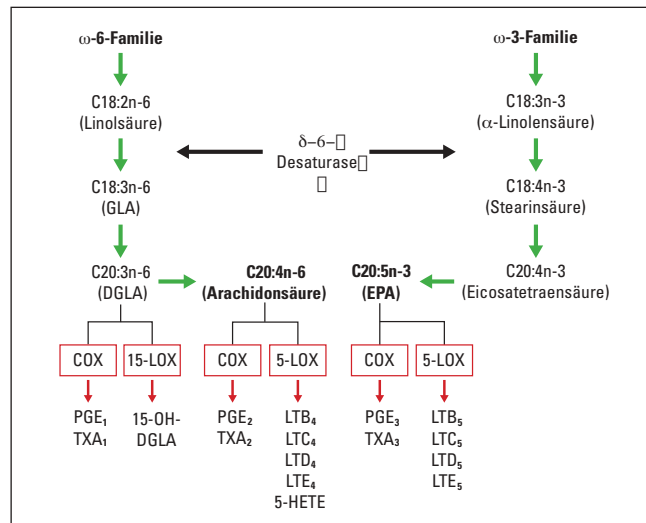 ω-6-Familie
ω-3-Familie
C18:2n-6
(Linolsäure)
C18:3n-3
(α-Linolensäure)
δ–6–
Desaturase
C18:3n-6
(GLA)
C18:4n-3
(Stearinsäure)
C20:3n-6
(DGLA)
C20:4n-6
(Arachidonsäure)
C20:5n-3
(EPA)
C20:4n-3
(Eicosatetraensäure)
COX
15-LOX
COX
5-LOX
COX
5-LOX
PGE₁
TXA₁
15-OH-
DGLA
PGE₂
TXA₂
LTB₄
LTC₄
LTD₄
LTE₄
5-HETE
PGE₃
TXA₃
LTB₅
LTC₅
LTD₅
LTE₅